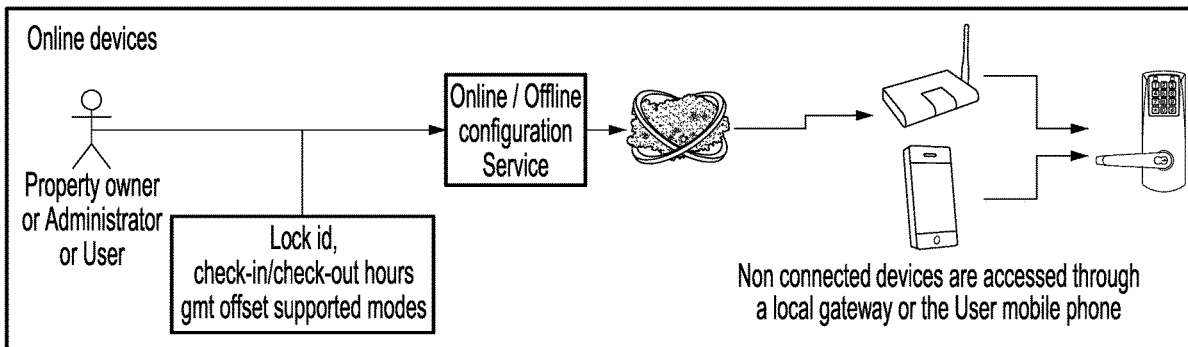 Online devices
Property owner
or Administrator
or User
Lock id,
check-in/check-out hours
gmt offset supported modes
Online / Offline
configuration
Service
Non connected devices are accessed through
a local gateway or the User mobile phone